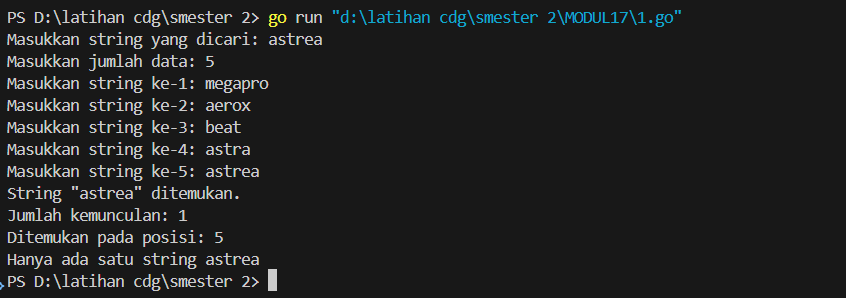 PS D:\latihan cdg\smester 2> go run "d:\latihan cdg\smester 2\MODUL17\1.go"
Masukkan string yang dicari: astrea
Masukkan jumlah data: 5
Masukkan string ke-1: megapro
Masukkan string ke-2: aerox
Masukkan string ke-3: beat
Masukkan string ke-4: astra
Masukkan string ke-5: astrea
String "astrea" ditemukan.
Jumlah kemunculan: 1
Ditemukan pada posisi: 5
Hanya ada satu string astrea
PS D:\latihan cdg\smester 2>